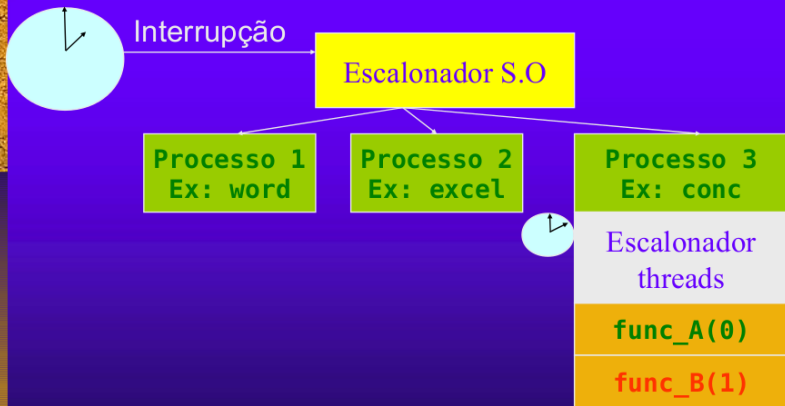 Interrupção
Escalonador S.O
Processo 1
Ex: word
Processo 2
Ex: excel
Processo 3
Ex: conc
Escalonador
threads
func_A(0)
func_B(1)